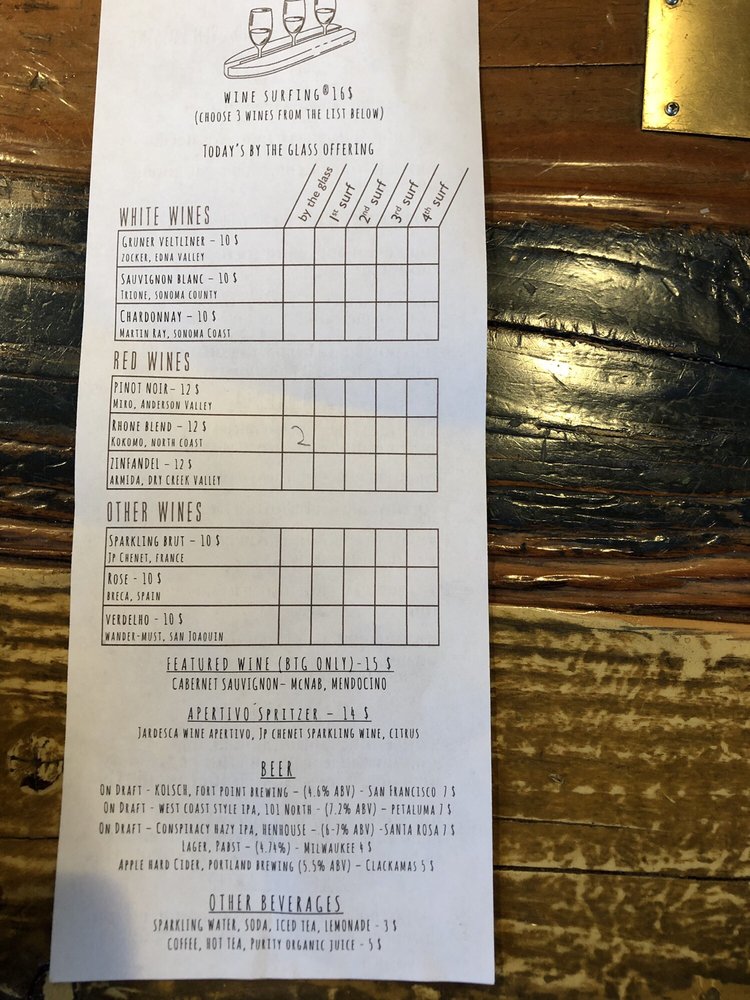 WINE SURFING® 16$
(CHOOSE 3 WINES FROM THE LIST BELOW)
TODAY'S BY THE GLASS OFFERING
by the glass
1st surf
2nd surf
3rd surf
4th surf
WHITE WINES
GRUNER VELTLINER – 10 $
ZOCKER, EDNA VALLEY
SAUVIGNON BLANC – 10 $
TRIONE, SONOMA COUNTY
CHARDONNAY – 10 $
MARTIN RAY, SONOMA COAST
RED WINES
PINOT NOIR – 12 $
MIRO, ANDERSON VALLEY
RHONE BLEND – 12 $
KOKOMO, NORTH COAST
2
ZINFANDEL – 12 $
ARMIDA, DRY CREEK VALLEY
OTHER WINES
SPARKLING BRUT – 10 $
JP CHENET, FRANCE
ROSE - 10 $
BRECA, SPAIN
VERDELHO – 10 $
WANDER-MUST, SAN JOAQUIN
FEATURED WINE (BTG ONLY)-15 $
CABERNET SAUVIGNON– MCNAB, MENDOCINO
APERTIVO SPRITZER – 14 $
JARDESCA WINE APERTIVO, JP CHENET SPARKLING WINE, CITRUS
BEER
ON DRAFT - KOLSCH, FORT POINT BREWING – (4.6% ABV) - SAN FRANCISCO 7 $
ON DRAFT - WEST COAST STYLE IPA, 101 NORTH - (7.2% ABV) – PETALUMA 7 $
ON DRAFT – CONSPIRACY HAZY IPA, HENHOUSE – (6-7% ABV) -SANTA ROSA 7 $
LAGER, PABST – (4.74%) - MILWAUKEE 4 $
APPLE HARD CIDER, PORTLAND BREWING (5.5% ABV) – CLACKAMAS 5 $
OTHER BEVERAGES
SPARKLING WATER, SODA, ICED TEA, LEMONADE - 3 $
COFFEE, HOT TEA, PURITY ORGANIC JUICE - 5 $